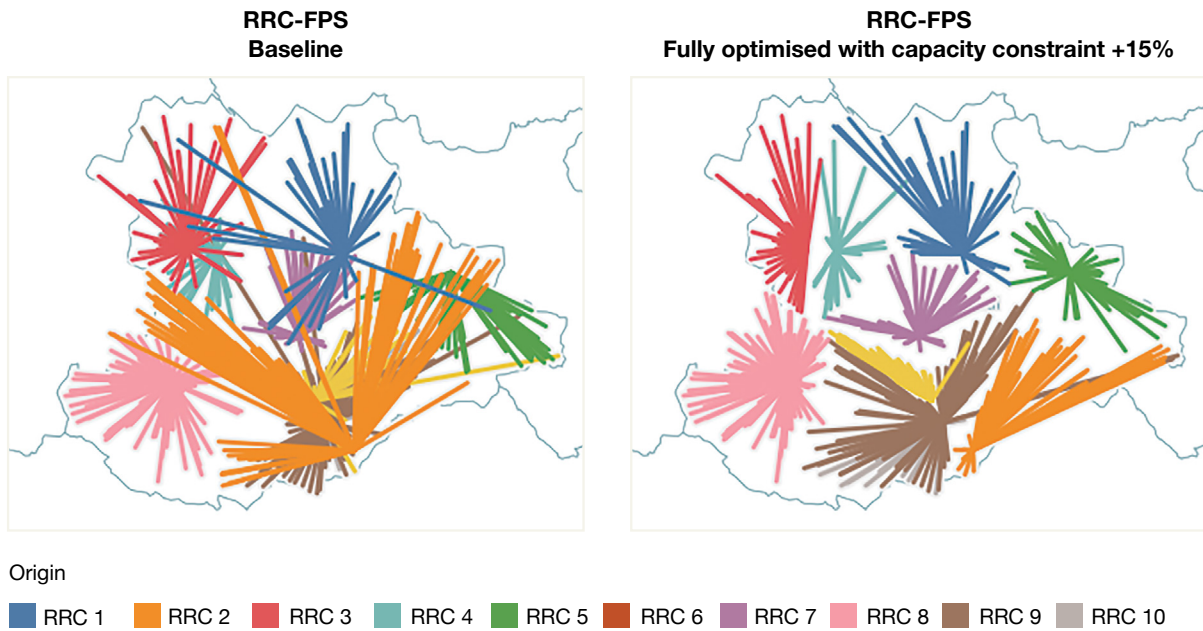 RRC-FPS
Baseline
RRC-FPS
Fully optimised with capacity constraint +15%
Origin
RRC 1 RRC 2 RRC 3 RRC 4 RRC 5 RRC 6 RRC 7 RRC 8 RRC 9 RRC 10